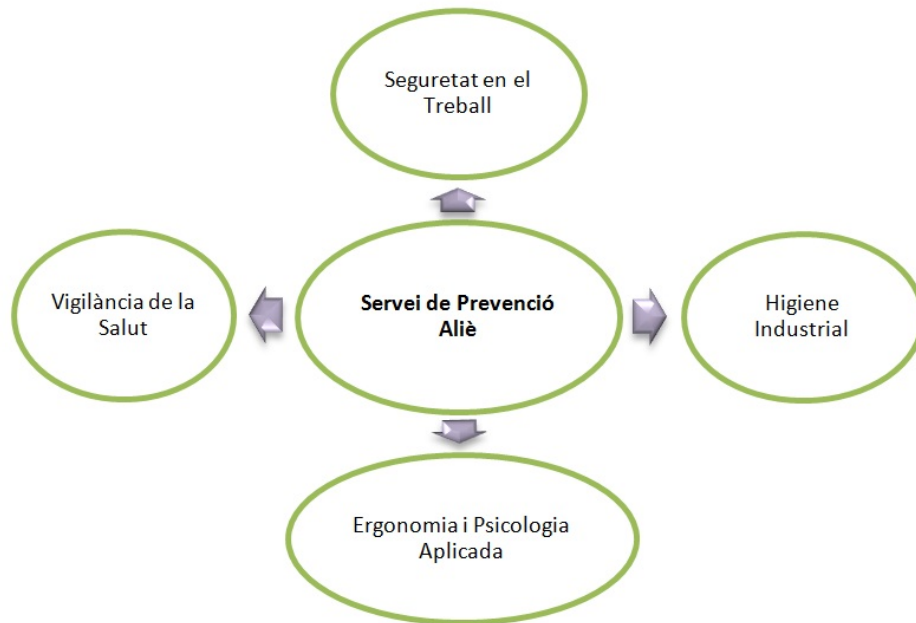 Seguretat en el
Treball
Vigilància de la
Salut
Servei de Prevenció
Aliè
Higiene
Industrial
Ergonomia i Psicologia
Aplicada